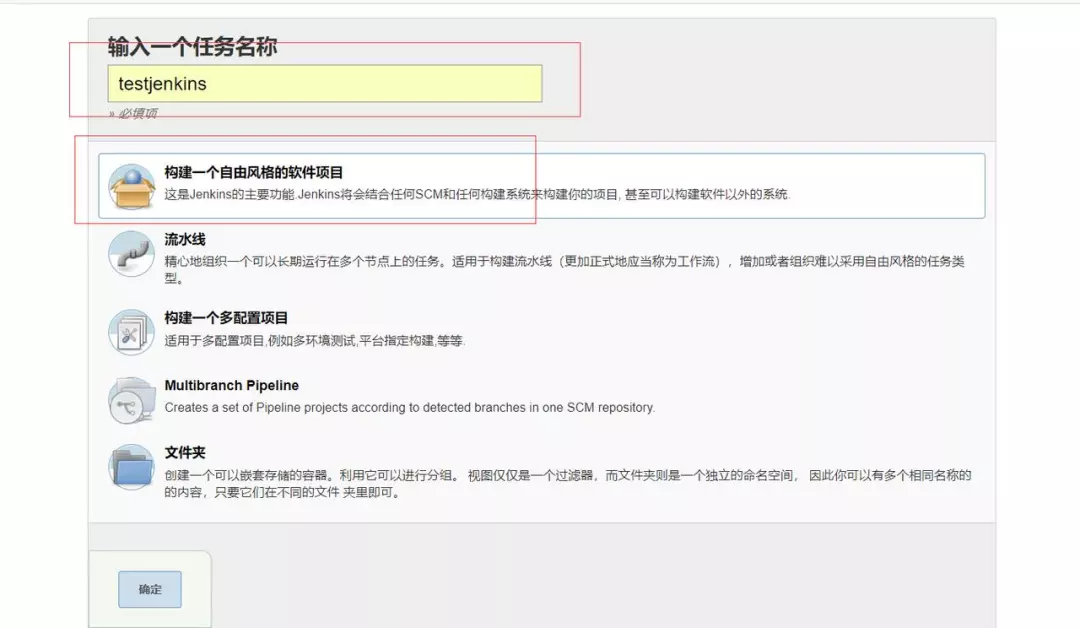 输入一个任务名称
testjenkins
» 必填项
构建一个自由风格的软件项目
这是Jenkins的主要功能.Jenkins将会结合任何SCM和任何构建系统来构建你的项目, 甚至可以构建软件以外的系统.
流水线
精心地组织一个可以长期运行在多个节点上的任务。适用于构建流水线（更加正式地应当称为工作流），增加或者组织难以采用自由风格的任务类
型。
构建一个多配置项目
适用于多配置项目,例如多环境测试,平台指定构建,等等.
Multibranch Pipeline
Creates a set of Pipeline projects according to detected branches in one SCM repository.
文件夹
创建一个可以嵌套存储的容器。利用它可以进行分组。 视图仅仅是一个过滤器，而文件夹则是一个独立的命名空间， 因此你可以有多个相同名称的
的内容，只要它们在不同的文件 夹里即可。
确定